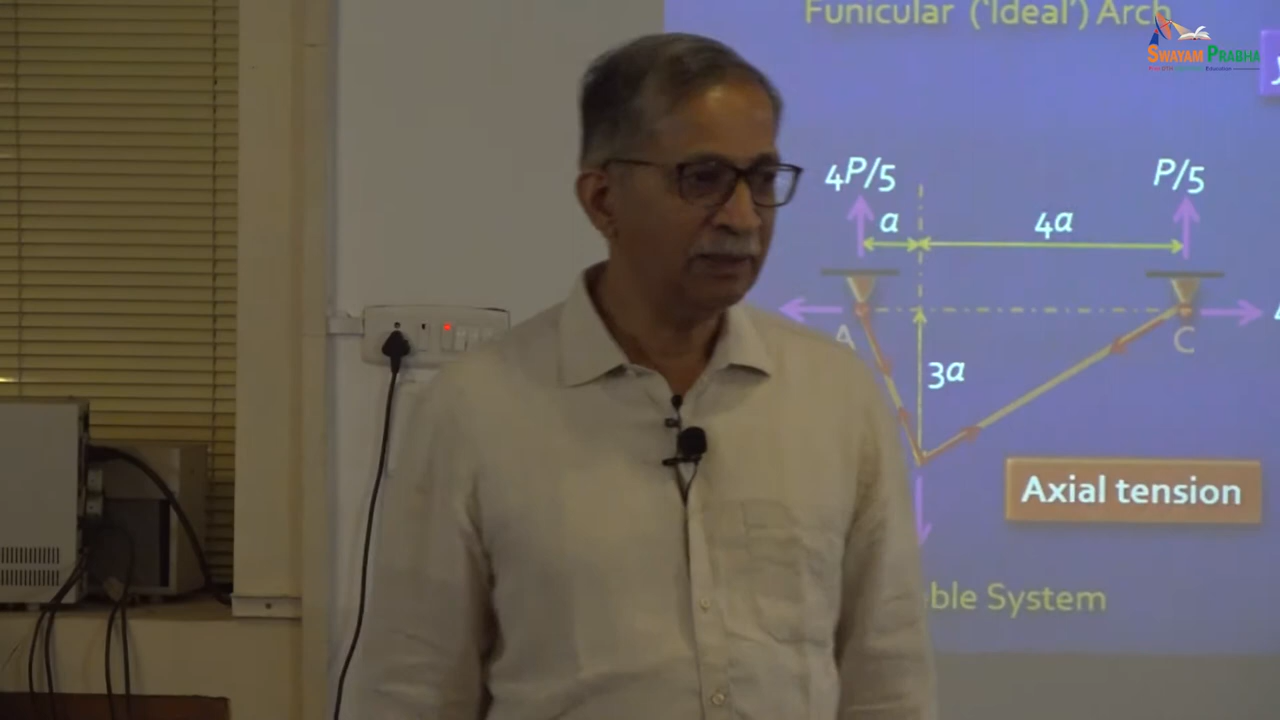 Funicular ('Ideal') Arch
SWAYAM PRABHA
4P/5
P/5
a
4a
A
C
3a
Axial tension
ble System